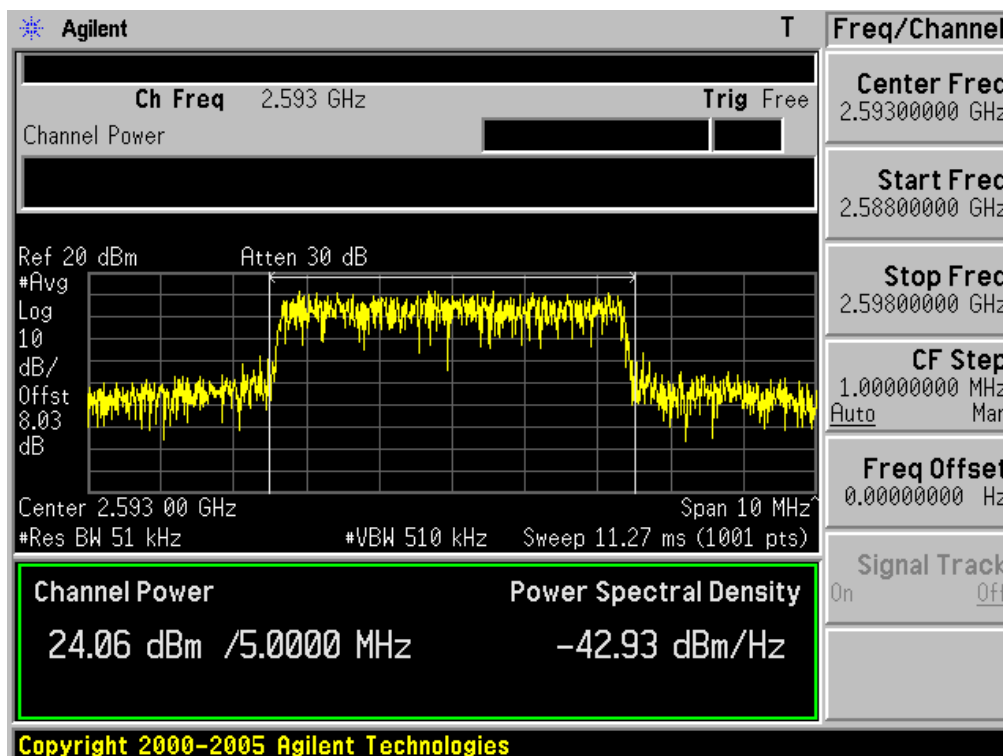 Agilent T Freq/Channel
Ch Freq 2.593 GHz Trig Free
Channel Power
Center Freq
2.59300000 GHz
Start Freq
2.58800000 GHz
Stop Freq
2.59800000 GHz
CF Step
1.00000000 MHz
Auto Man
Freq Offset
0.00000000 Hz
Signal Track
On Off
Ref 20 dBm Atten 30 dB
#Avg
Log
10
dB/
Offst
8.03
dB
Center 2.593 00 GHz Span 10 MHz^
#Res BW 51 kHz #VBW 510 kHz Sweep 11.27 ms (1001 pts)
Channel Power Power Spectral Density
24.06 dBm /5.0000 MHz -42.93 dBm/Hz
Copyright 2000-2005 Agilent Technologies